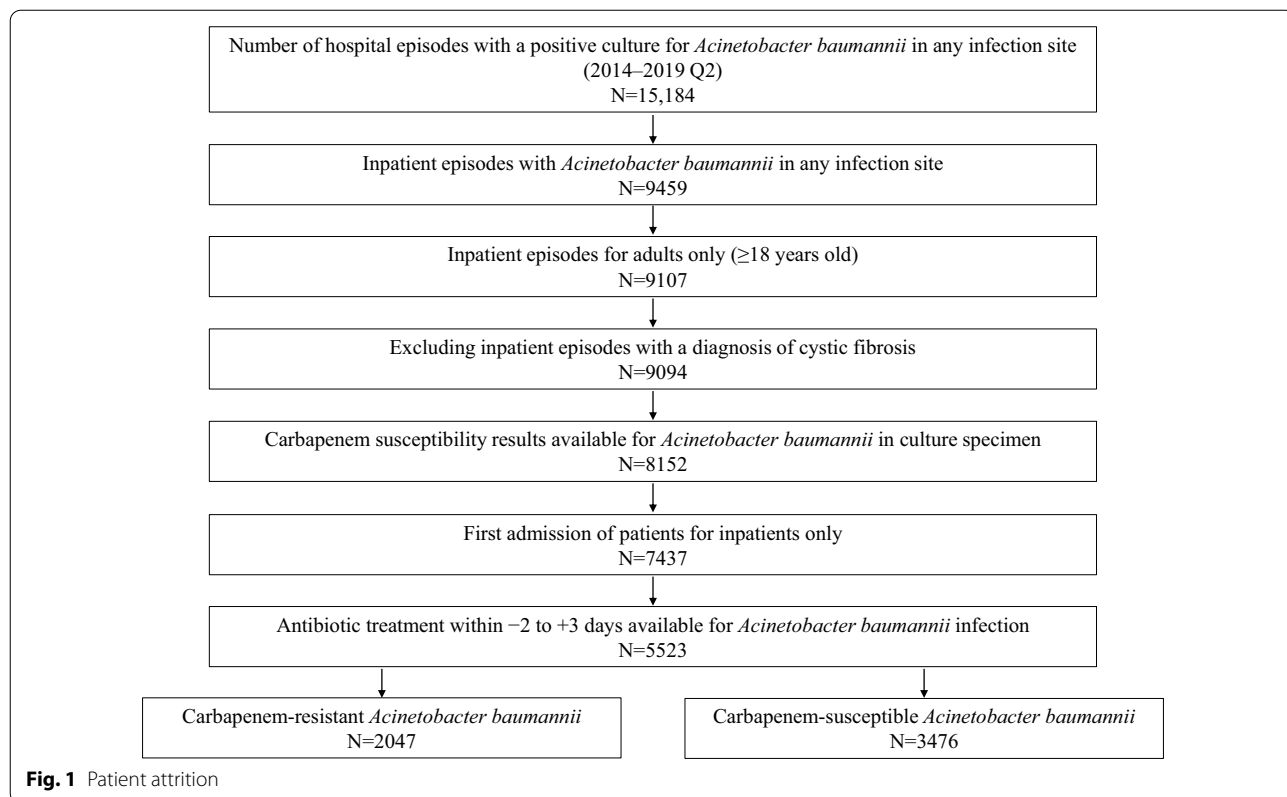 Number of hospital episodes with a positive culture for Acinetobacter baumannii in any infection site
(2014–2019 Q2)
N=15,184
Inpatient episodes with Acinetobacter baumannii in any infection site
N=9459
Inpatient episodes for adults only (≥18 years old)
N=9107
Excluding inpatient episodes with a diagnosis of cystic fibrosis
N=9094
Carbapenem susceptibility results available for Acinetobacter baumannii in culture specimen
N=8152
First admission of patients for inpatients only
N=7437
Antibiotic treatment within −2 to +3 days available for Acinetobacter baumannii infection
N=5523
Carbapenem-resistant Acinetobacter baumannii
N=2047
Carbapenem-susceptible Acinetobacter baumannii
N=3476
Fig. 1 Patient attrition